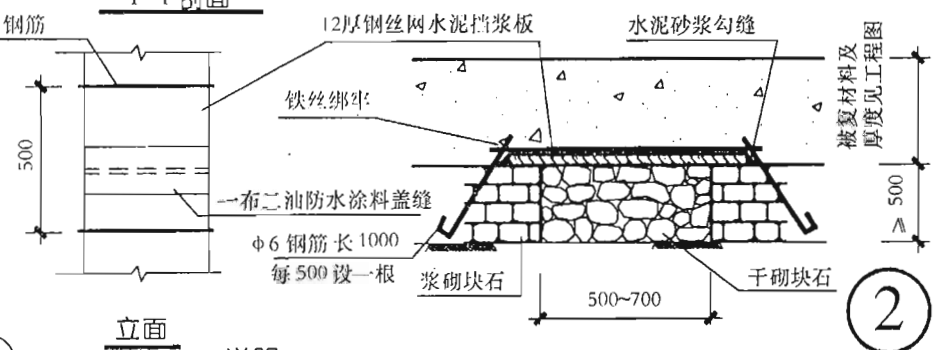 钢筋
12厚钢丝网水泥挡浆板
水泥砂浆勾缝
被复材料及
厚度见工程图
铁丝绑牢
500
≥500
一布二油防水涂料盖缝
Φ6 钢筋 长 1000
每 500 设一根
浆砌块石
干砌块石
500~700
2
立面